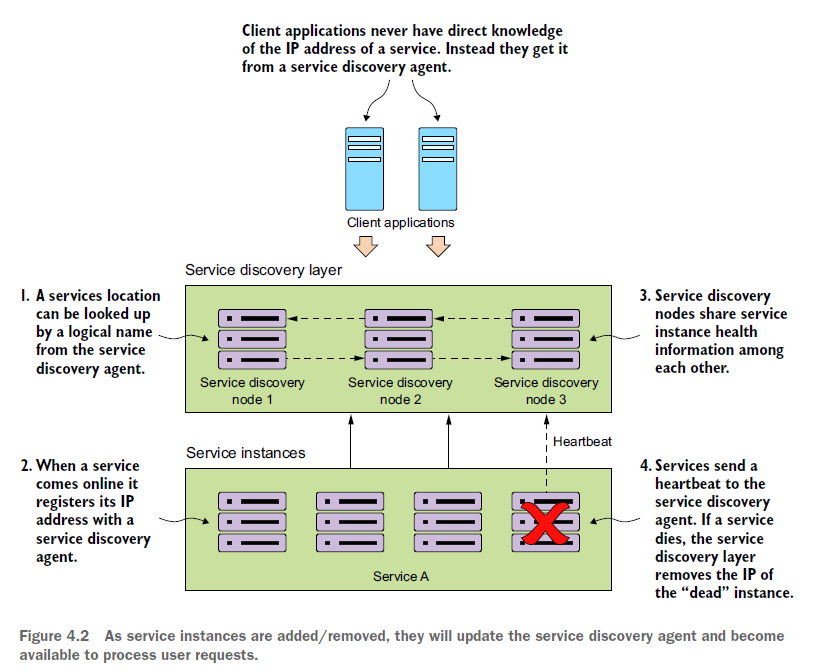 Client applications never have direct knowledge
of the IP address of a service. Instead they get it
from a service discovery agent.
Client applications
Service discovery layer
1. A services location
can be looked up
by a logical name
from the service
discovery agent.
Service discovery
node 1
Service discovery
node 2
Service discovery
node 3
3. Service discovery
nodes share service
instance health
information among
each other.
Heartbeat
Service instances
2. When a service
comes online it
registers its IP
address with a
service discovery
agent.
Service A
4. Services send a
heartbeat to the
service discovery
agent. If a service
dies, the service
discovery layer
removes the IP of
the “dead” instance.
Figure 4.2 As service instances are added/removed, they will update the service discovery agent and become
available to process user requests.